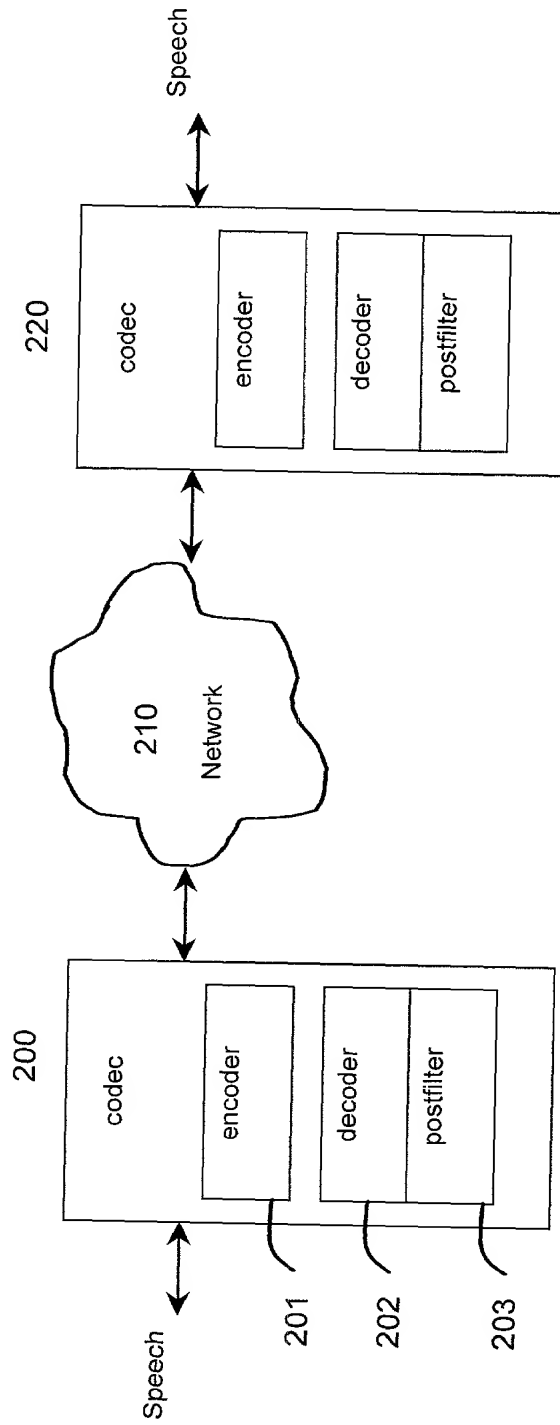 200
220
codec
codec
Speech
Speech
210
Network
encoder
encoder
decoder
decoder
postfilter
postfilter
201
202
203